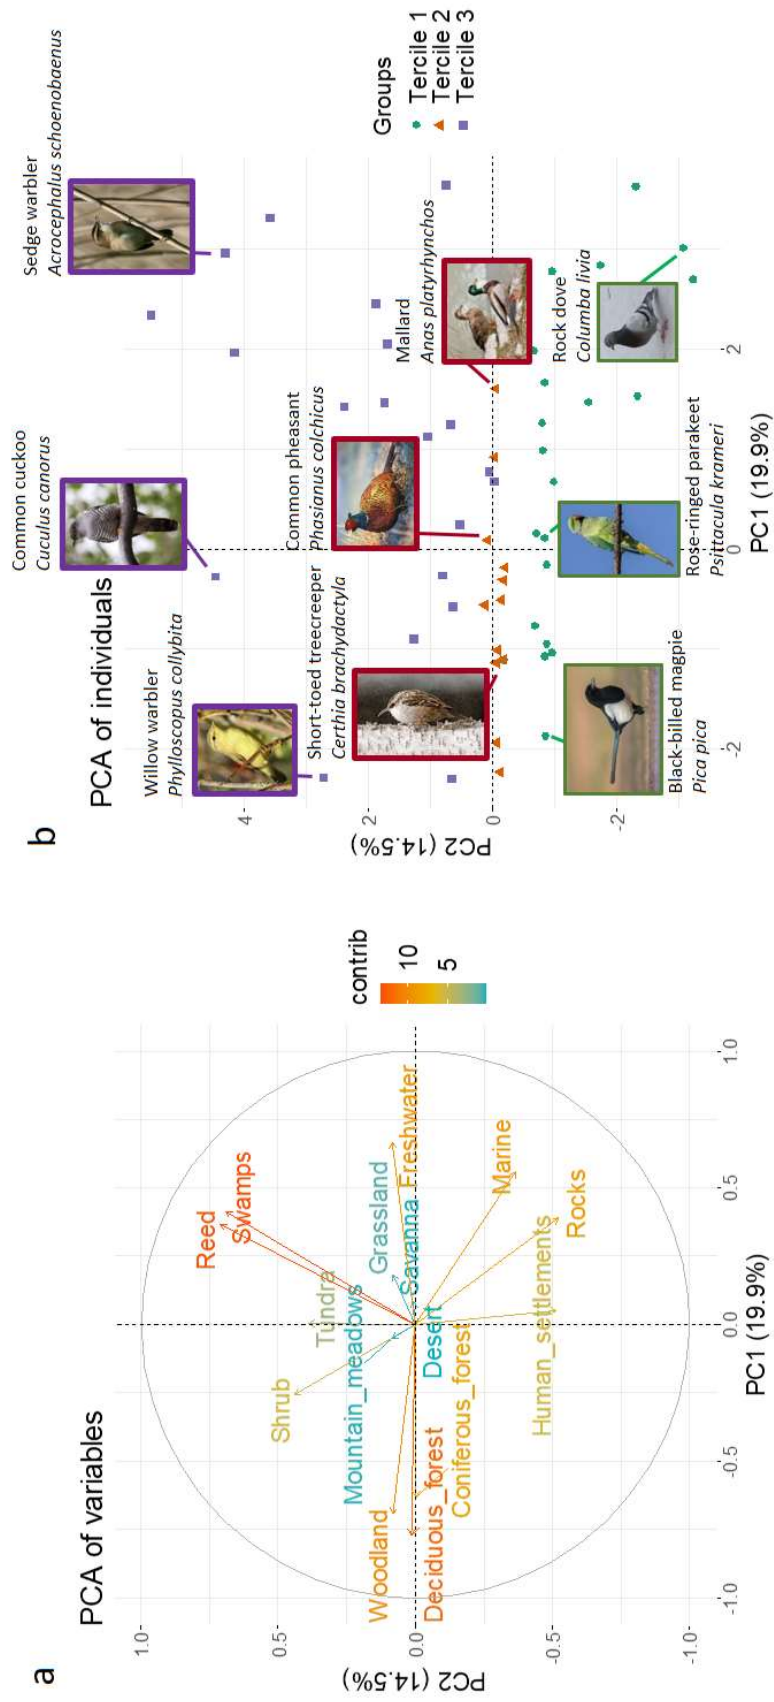 a
PCA of variables
1.0
0.5
0.0
-0.5
-1.0
PC2 (14.5%)
Reed
Swamps
Tundra
Grassland
Shrub
Mountain_meadows
Savanna
Freshwater
Woodland
Desert
Deciduous_forest
Coniferous_forest
Marine
Human_settlements
Rocks
-1.0
-0.5
0.0
0.5
1.0
PC1 (19.9%)
contrib
10
5
b
PCA of individuals
4
2
0
-2
PC2 (14.5%)
Willow warbler
Phylloscopus collybita
Common cuckoo
Cuculus canorus
Sedge warbler
Acrocephalus schoenobaenus
Short-toed treecreeper
Certhia brachydactyla
Common pheasant
Phasianus colchicus
Mallard
Anas platyrhynchos
Black-billed magpie
Pica pica
Rose-ringed parakeet
Psittacula krameri
Rock dove
Columba livia
-2
0
2
PC1 (19.9%)
Groups
Tercile 1
Tercile 2
Tercile 3